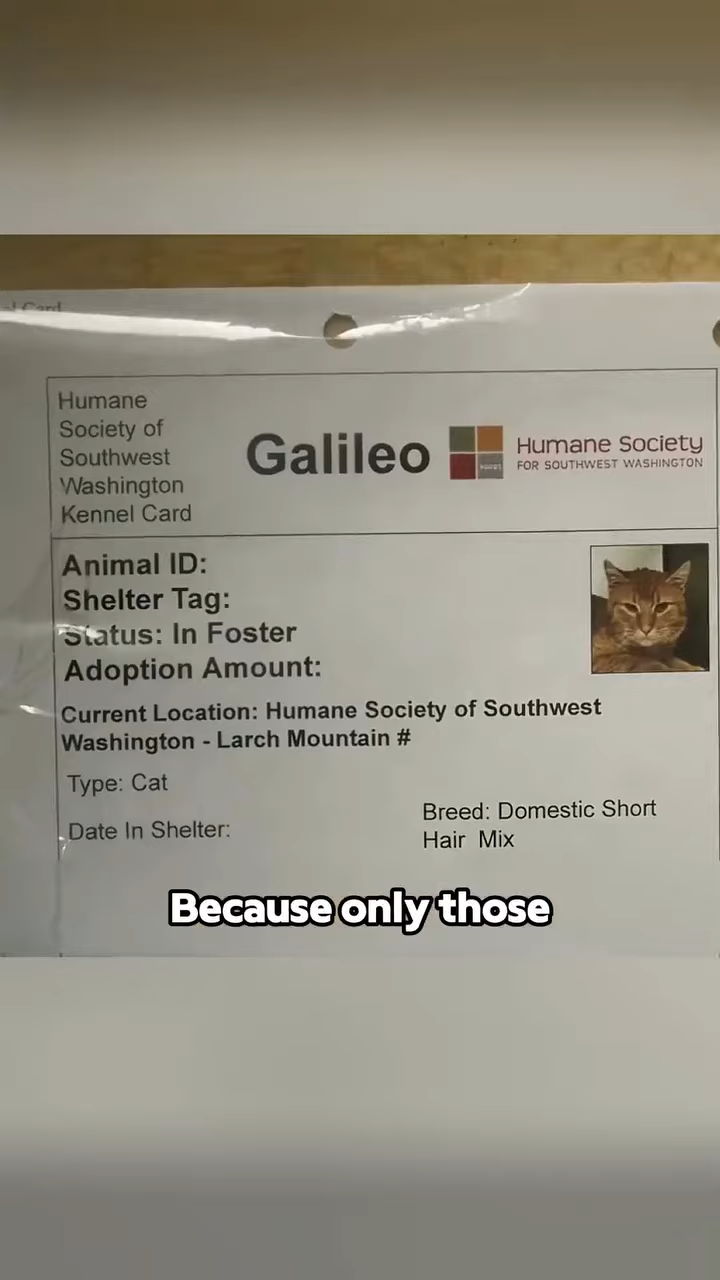 Humane
Society of
Southwest
Washington
Kennel Card
Galileo
Humane Society
FOR SOUTHWEST WASHINGTON
Animal ID:
Shelter Tag:
Status: In Foster
Adoption Amount:
Current Location: Humane Society of Southwest
Washington - Larch Mountain #
Type: Cat
Date In Shelter:
Breed: Domestic Short
Hair Mix
Because only those